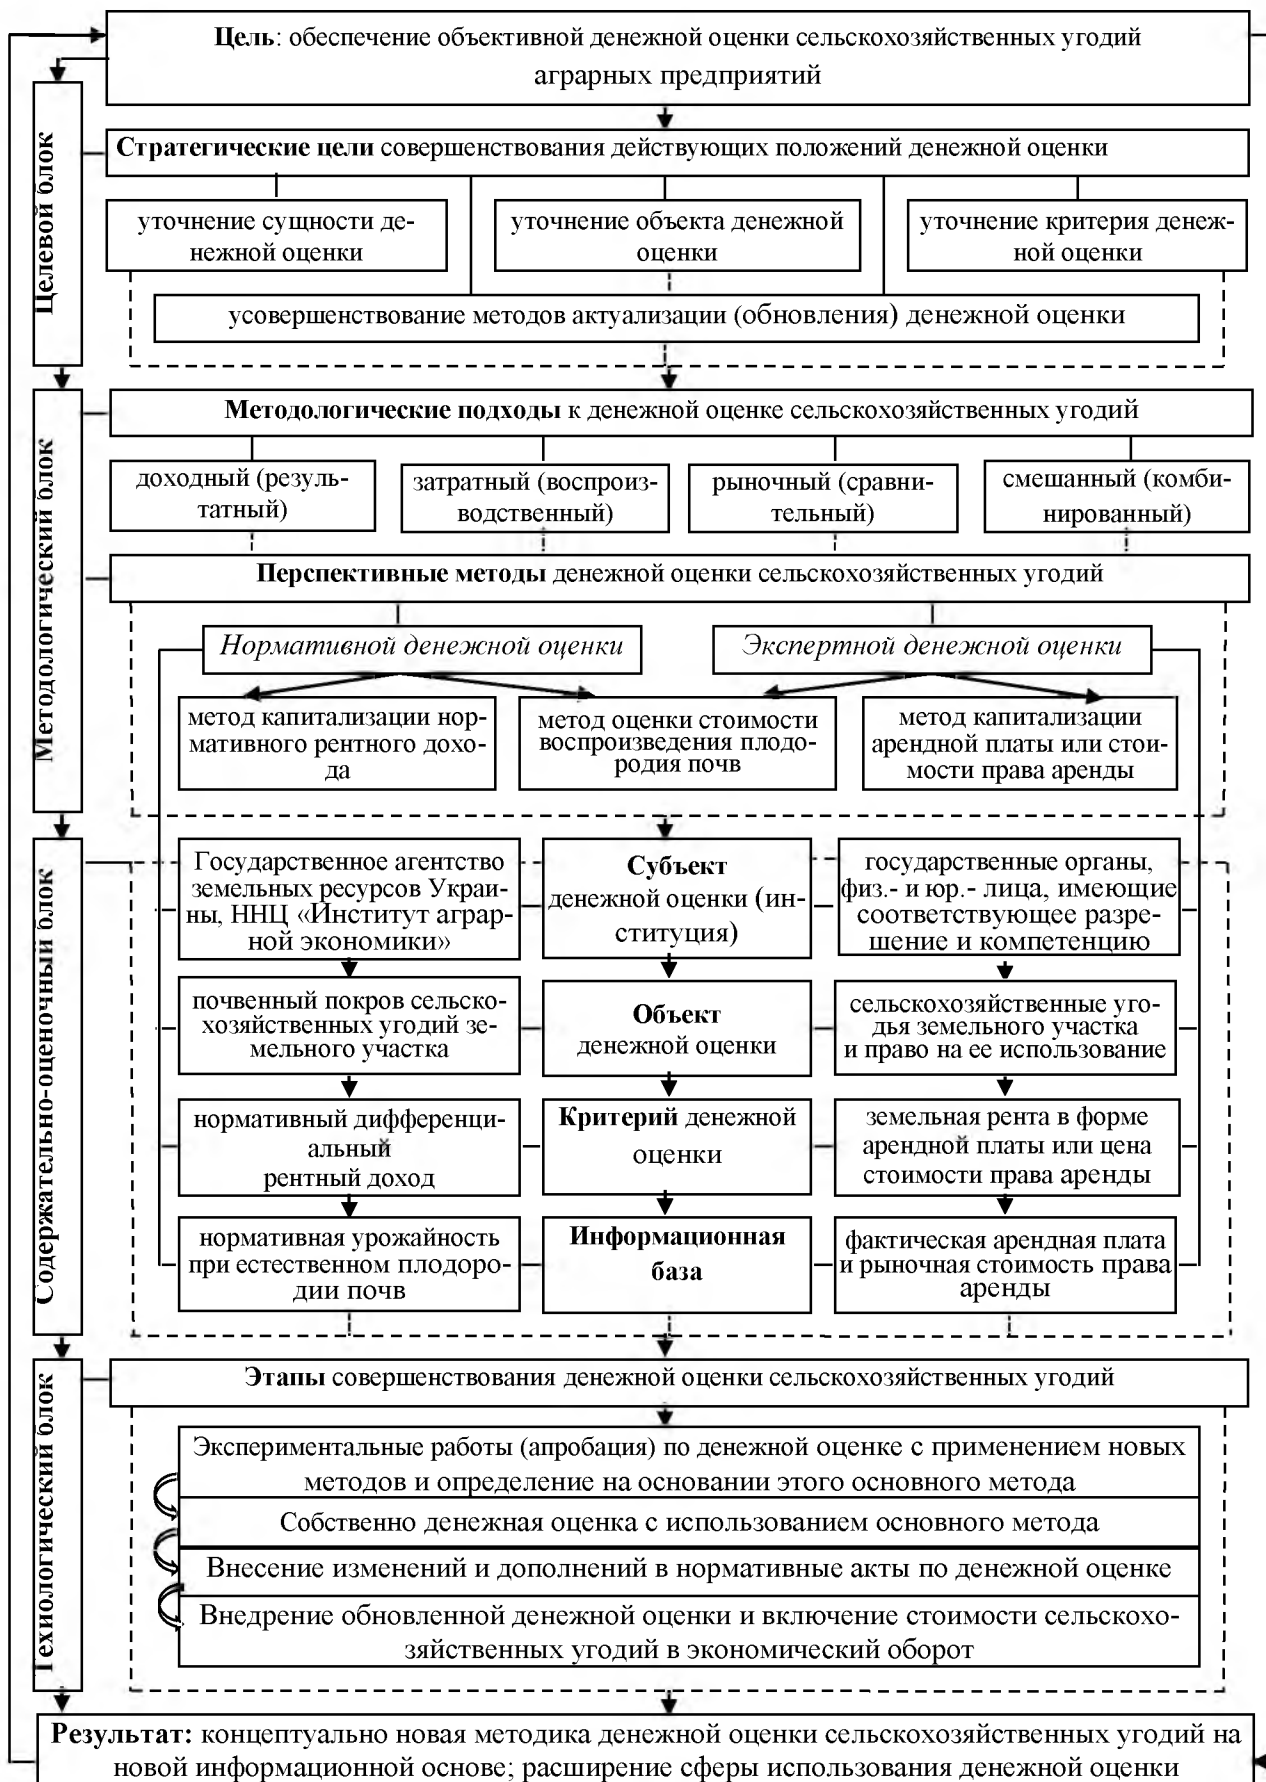 Цель: обеспечение объективной денежной оценки сельскохозяйственных угодий
аграрных предприятий
Целевой блок
Стратегические цели совершенствования действующих положений денежной оценки
уточнение сущности де-
нежной оценки
уточнение объекта денежной
оценки
уточнение критерия денеж-
ной оценки
усовершенствование методов актуализации (обновления) денежной оценки
Методологический блок
Методологические подходы к денежной оценке сельскохозяйственных угодий
доходный (резуль-
татный)
затратный (воспроиз-
водственный)
рыночный (сравни-
тельный)
смешанный (комби-
нированный)
Перспективные методы денежной оценки сельскохозяйственных угодий
Нормативной денежной оценки
Экспертной денежной оценки
метод капитализации нор-
мативного рентного дохо-
да
метод оценки стоимости
воспроизведения плодо-
родия почв
метод капитализации
арендной платы или стои-
мости права аренды
Содержательно-оценочный блок
Государственное агентство
земельных ресурсов Украи-
ны, ННЦ «Институт аграр-
ной экономики»
Субъект
денежной оценки (ин-
ституция)
государственные органы,
физ.- и юр.- лица, имеющие
соответствующее разре-
шение и компетенцию
почвенный покров сельско-
хозяйственных угодий зе-
мельного участка
Объект
денежной оценки
сельскохозяйственные уго-
дья земельного участка
и право на ее использование
нормативный дифференци-
альный
рентный доход
Критерий денежной
оценки
земельная рента в форме
арендной платы или цена
стоимости права аренды
нормативная урожайность
при естественном плодоро-
дии почв
Информационная
база
фактическая арендная плата
и рыночная стоимость права
аренды
Технологический блок
Этапы совершенствования денежной оценки сельскохозяйственных угодий
Экспериментальные работы (апробация) по денежной оценке с применением новых
методов и определение на основании этого основного метода
Собственно денежная оценка с использованием основного метода
Внесение изменений и дополнений в нормативные акты по денежной оценке
Внедрение обновленной денежной оценки и включение стоимости сельскохо-
зяйственных угодий в экономический оборот
Результат: концептуально новая методика денежной оценки сельскохозяйственных угодий на
новой информационной основе; расширение сферы использования денежной оценки